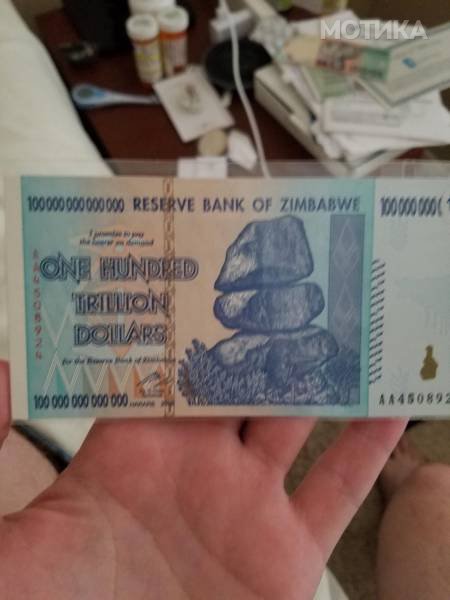 МОТИКА
100 000 000 000 000 RESERVE BANK OF ZIMBABWE 100 000 000
I promise to pay
the bearer on demand
ONE HUNDRED
TRILLION
DOLLARS
for the Reserve Bank of Zimbabwe
100 000 000 000 000
AA4508924
AA450892